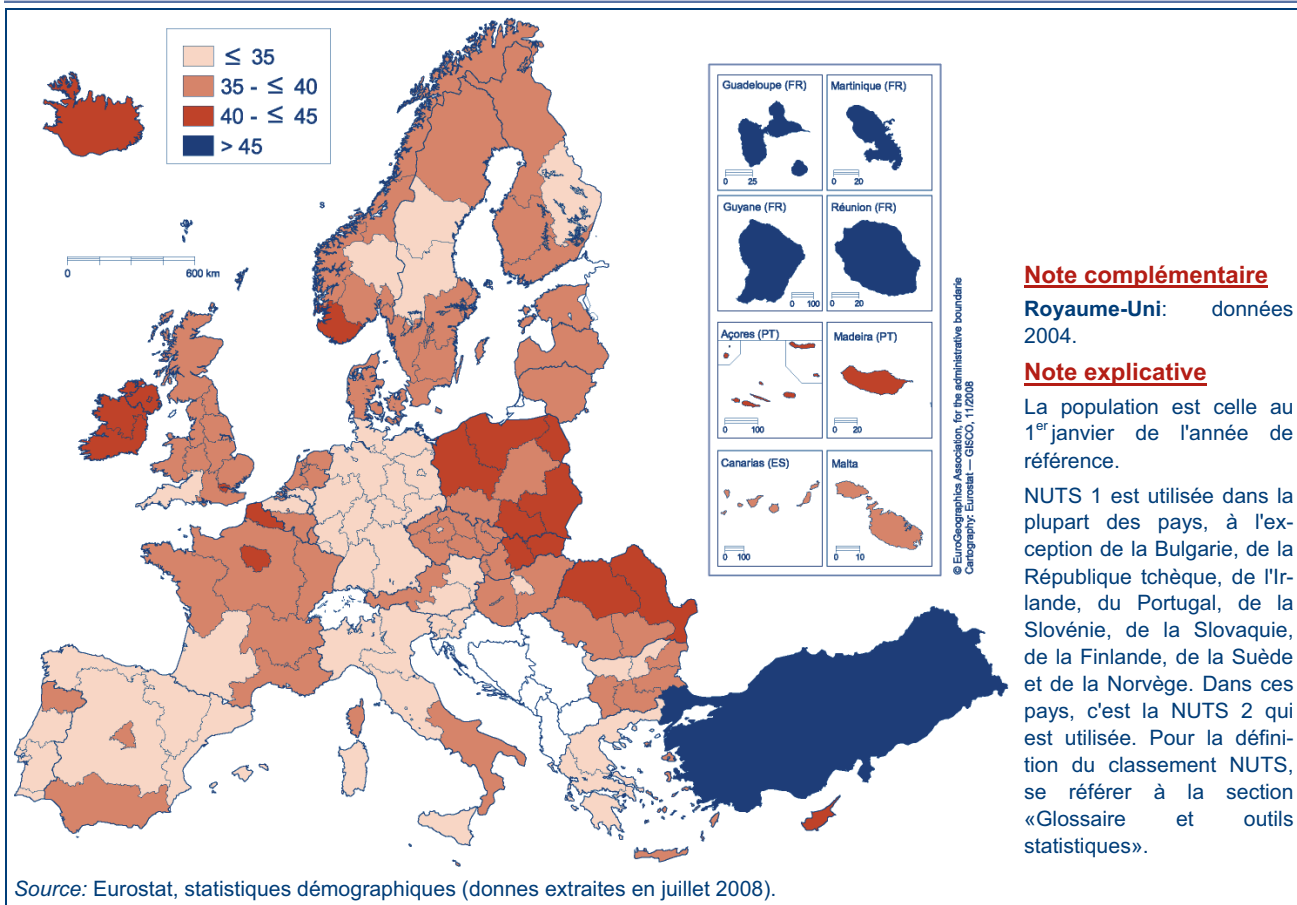 ≤ 35
35 - ≤ 40
40 - ≤ 45
> 45
s
0 600 km
Guadeloupe (FR)
0 25
Martinique (FR)
0 20
Guyane (FR)
0 100
Réunion (FR)
0 20
Açores (PT)
0 100
Madeira (PT)
0 20
Canarias (ES)
0 100
Malta
0 10
© EuroGeographics Association, for the administrative boundarie
Cartography: Eurostat — GISCO, 11/2008
Note complémentaire
Royaume-Uni: données
2004.
Note explicative
La population est celle au
1er janvier de l'année de
référence.
NUTS 1 est utilisée dans la
plupart des pays, à l'ex-
ception de la Bulgarie, de la
République tchèque, de l'Ir-
lande, du Portugal, de la
Slovénie, de la Slovaquie,
de la Finlande, de la Suède
et de la Norvège. Dans ces
pays, c'est la NUTS 2 qui
est utilisée. Pour la défini-
tion du classement NUTS,
se référer à la section
«Glossaire et outils
statistiques».
Source: Eurostat, statistiques démographiques (donnes extraites en juillet 2008).